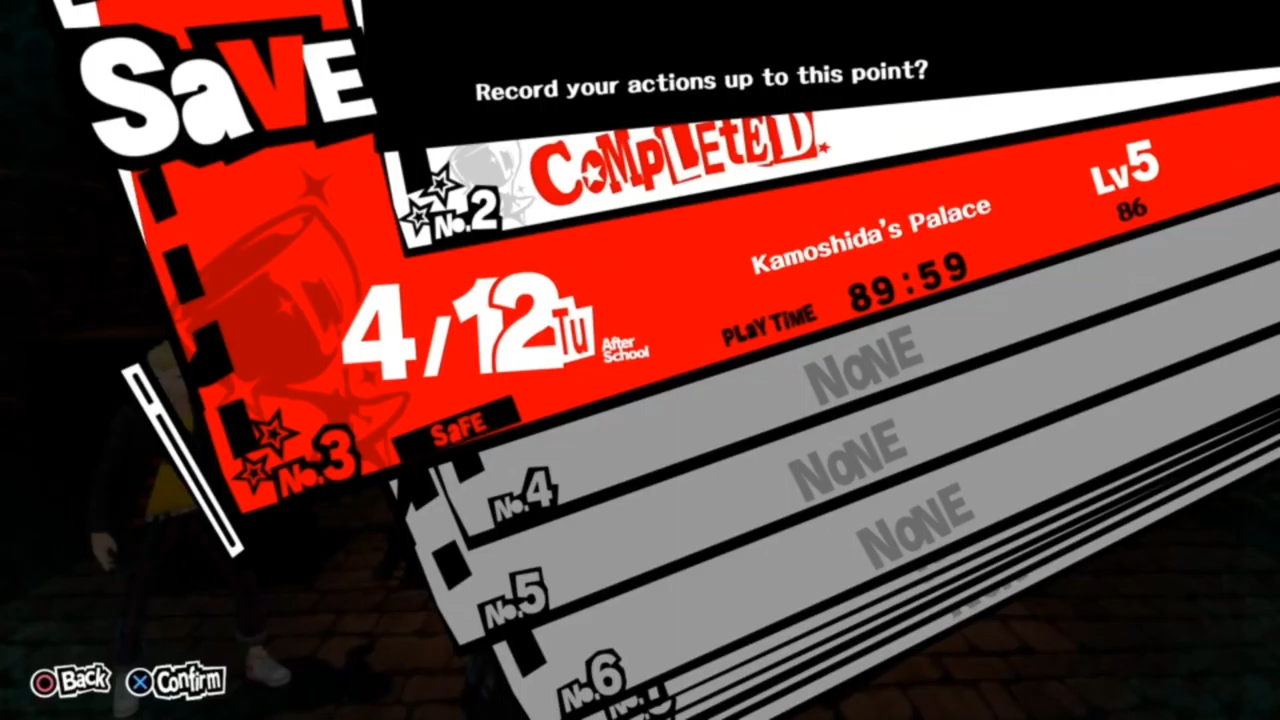 SaVE
Record your actions up to this point?
CoMpLEtED
No.2
Kamoshida's Palace
Lv5
86
4/12 Tu
After School
PLaY TiME 89:59
SaFE
No.3
NoNE
No.4
NoNE
No.5
NoNE
No.6
Back
Confirm